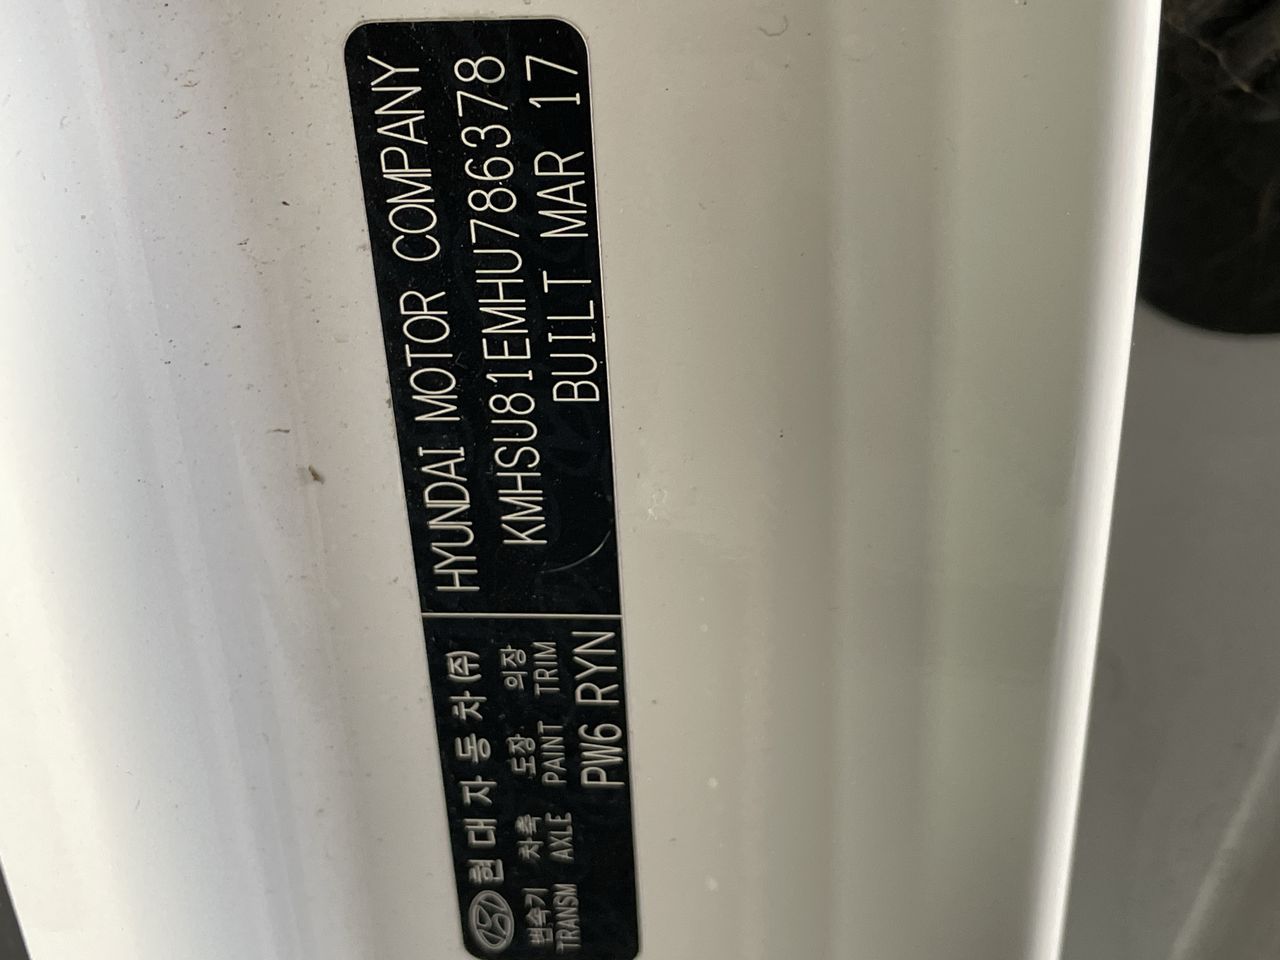 현대자동차(주)
HYUNDAI MOTOR COMPANY
KMHSU81EMHU786378
BUILT MAR 17
변속기 차축 도장 의장
TRANSM AXLE PAINT TRIM
PW6 RYN